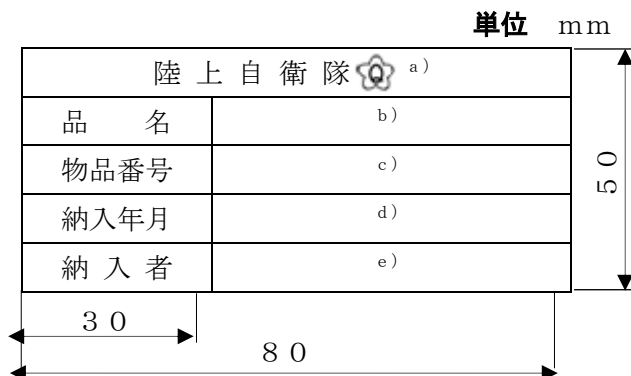 単位 mm
陸上自衛隊 Q a)
品 名 b)
物品番号 c)
納入年月 d)
納入者 e)
50
30
80